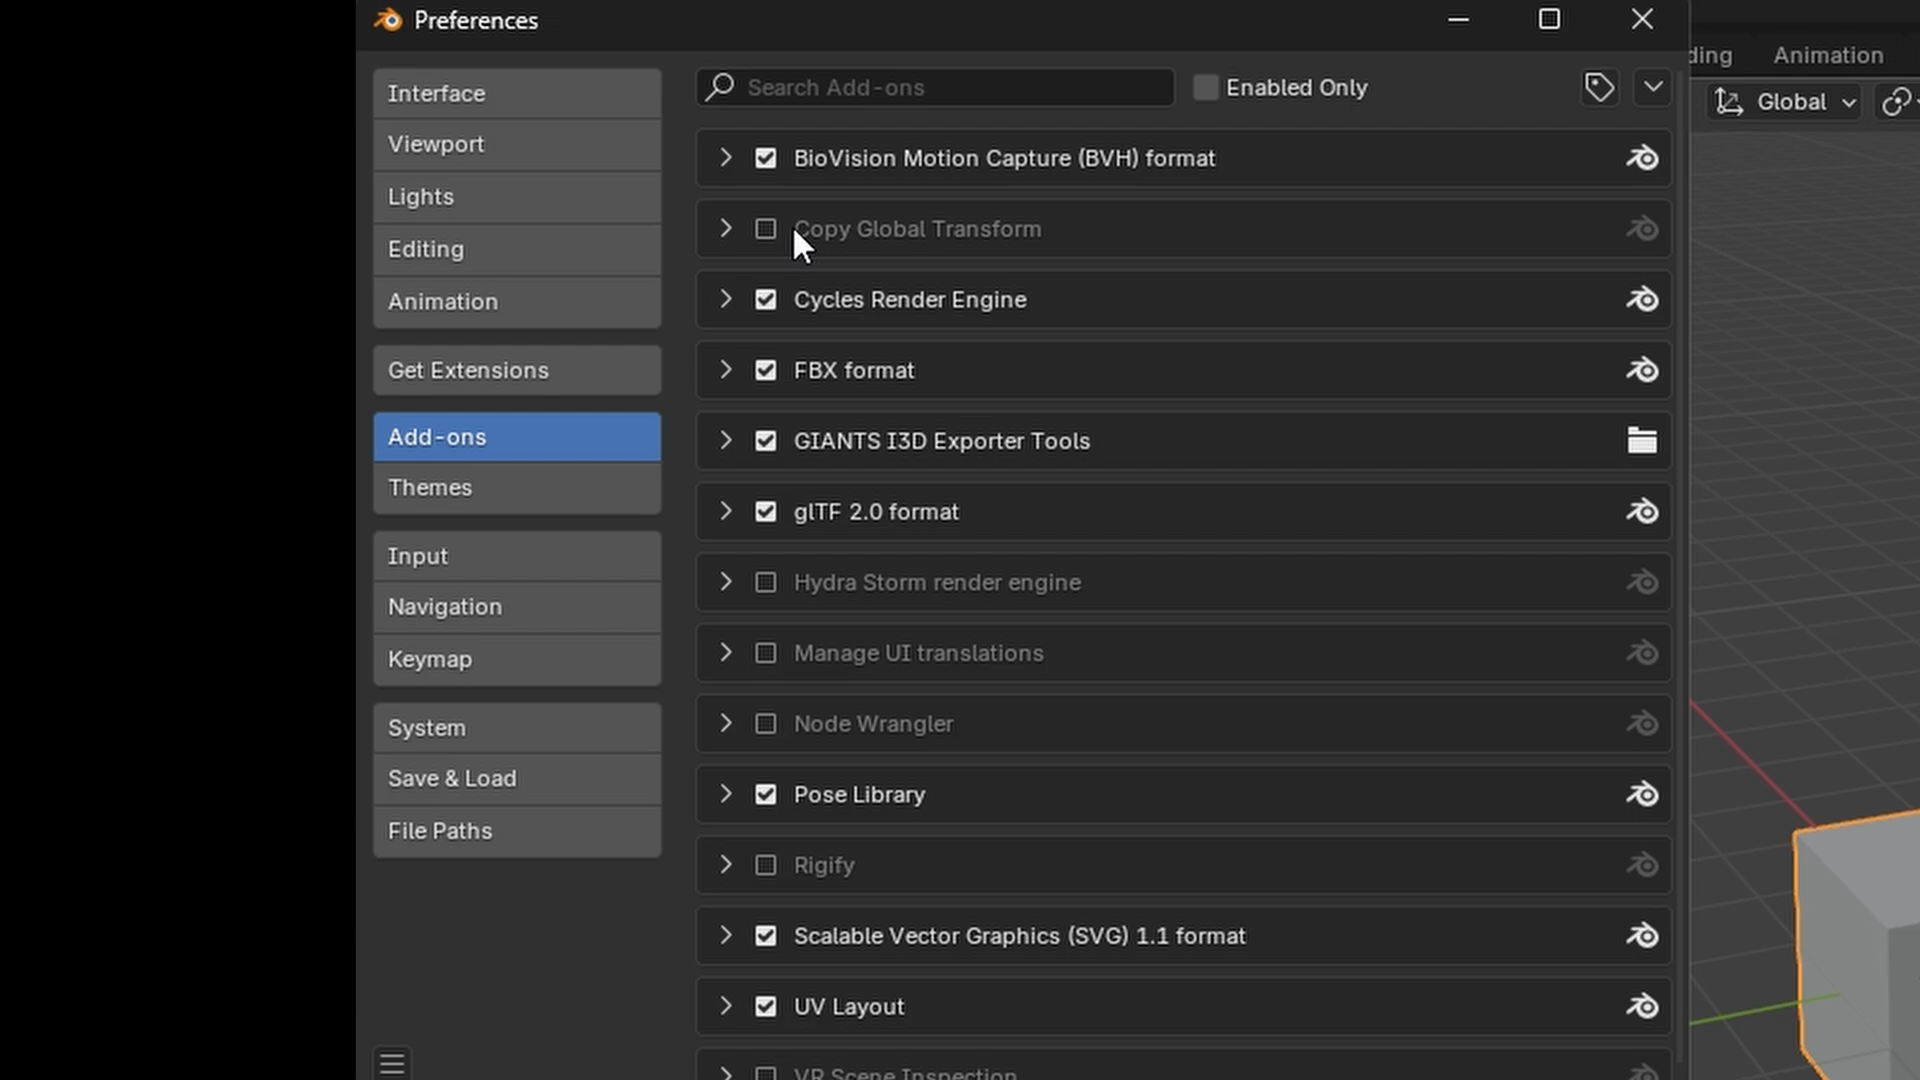 Preferences
Interface
Viewport
Lights
Editing
Animation
Get Extensions
Add-ons
Themes
Input
Navigation
Keymap
System
Save & Load
File Paths
Search Add-ons
Enabled Only
BioVision Motion Capture (BVH) format
Copy Global Transform
Cycles Render Engine
FBX format
GIANTS I3D Exporter Tools
glTF 2.0 format
Hydra Storm render engine
Manage UI translations
Node Wrangler
Pose Library
Rigify
Scalable Vector Graphics (SVG) 1.1 format
UV Layout
VR Scene Inspection
Animation
Global